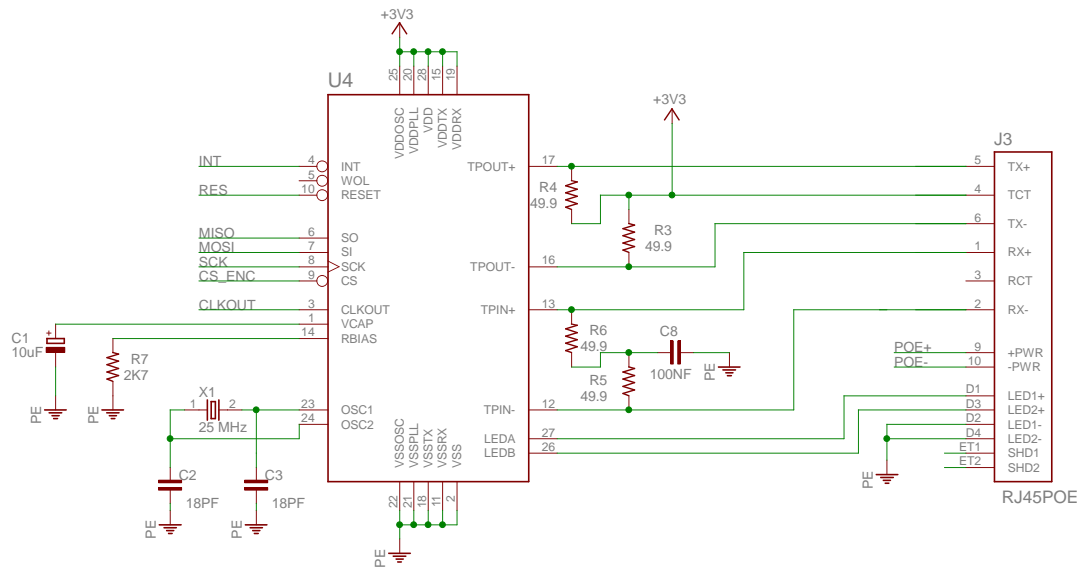 +3V3
U4
25
20
28
15
19
VDDOSC
VDDPLL
VDD
VDDTX
VDDRX
INT
4
INT
5
WOL
RES
10
RESET
MISO
6
SO
MOSI
7
SI
SCK
8
SCK
CS_ENC
9
CS
CLKOUT
3
CLKOUT
1
VCAP
14
RBIAS
23
OSC1
24
OSC2
TPOUT+
17
TPOUT-
16
TPIN+
13
TPIN-
12
LEDA
27
LEDB
26
VSSOSC
VSSPLL
VSSTX
VSSRX
VSS
22
21
18
11
2
PE
C1
+
10uF
PE
R7
2K7
PE
X1
1
2
25 MHz
C2
18PF
PE
C3
18PF
PE
+3V3
R4
49.9
R3
49.9
R6
49.9
R5
49.9
C8
100NF
PE
J3
5
TX+
4
TCT
6
TX-
1
RX+
3
RCT
2
RX-
POE+
9
+PWR
POE-
10
-PWR
D1
LED1+
D3
LED2+
D2
LED1-
D4
LED2-
ET1
SHD1
ET2
SHD2
PE
RJ45POE